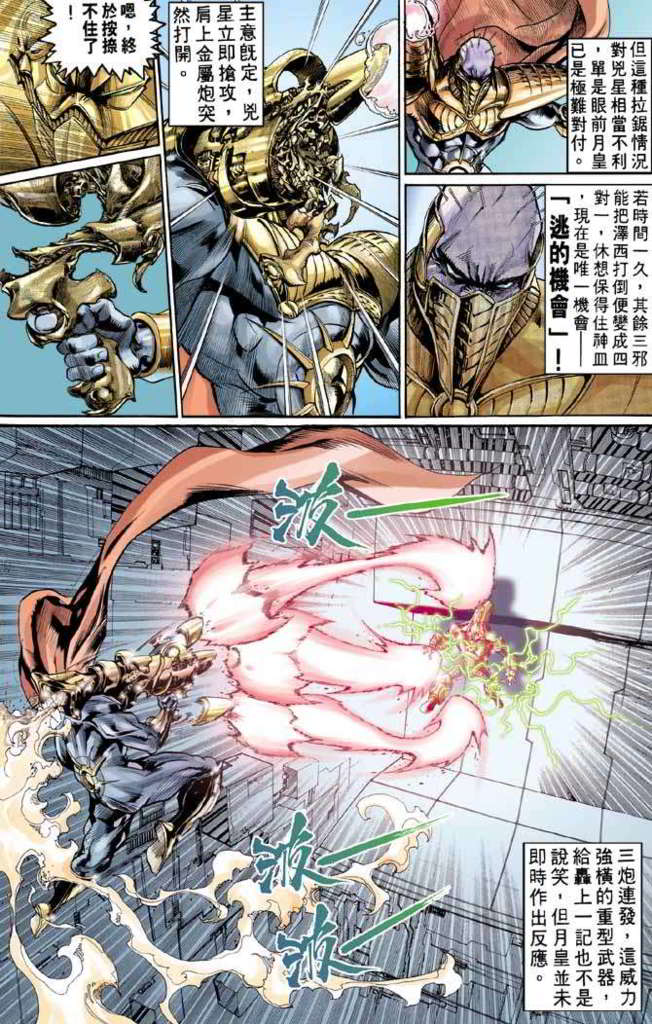 但這種拉鋸情況
對兇星相當不利
，單是眼前月皇
已是極難對付。
若時間一久，其餘三邪
能把澤西打倒便變成四
對一，休想保得住神血
，現在是唯一機會——
「逃的機會」！
主意既定，兇
星立即搶攻，
肩上金屬炮突
然打開。
嗯，終
於按捺
不住了
！
波—
波—
波—
三炮連發，這威力
強橫的重型武器，
給轟上一記也不是
說笑，但月皇並未
即時作出反應。